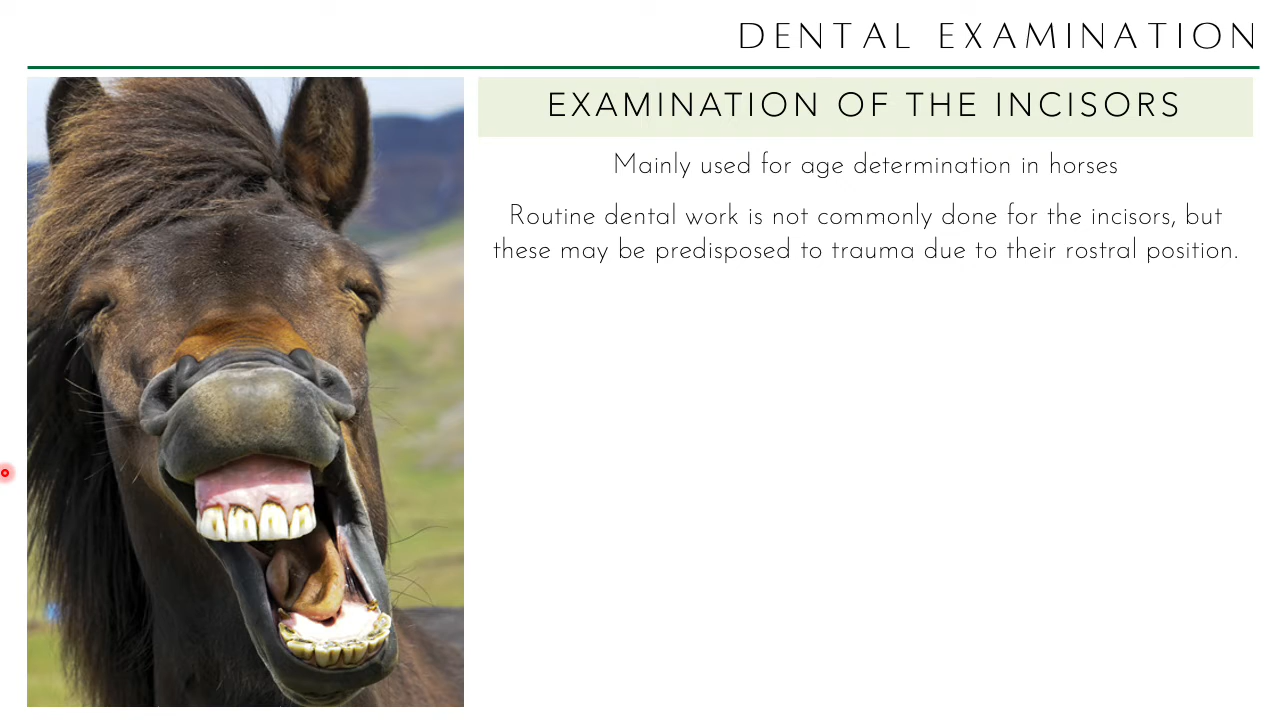 DENTAL EXAMINATION
EXAMINATION OF THE INCISORS
Mainly used for age determination in horses
Routine dental work is not commonly done for the incisors, but
these may be predisposed to trauma due to their rostral position.